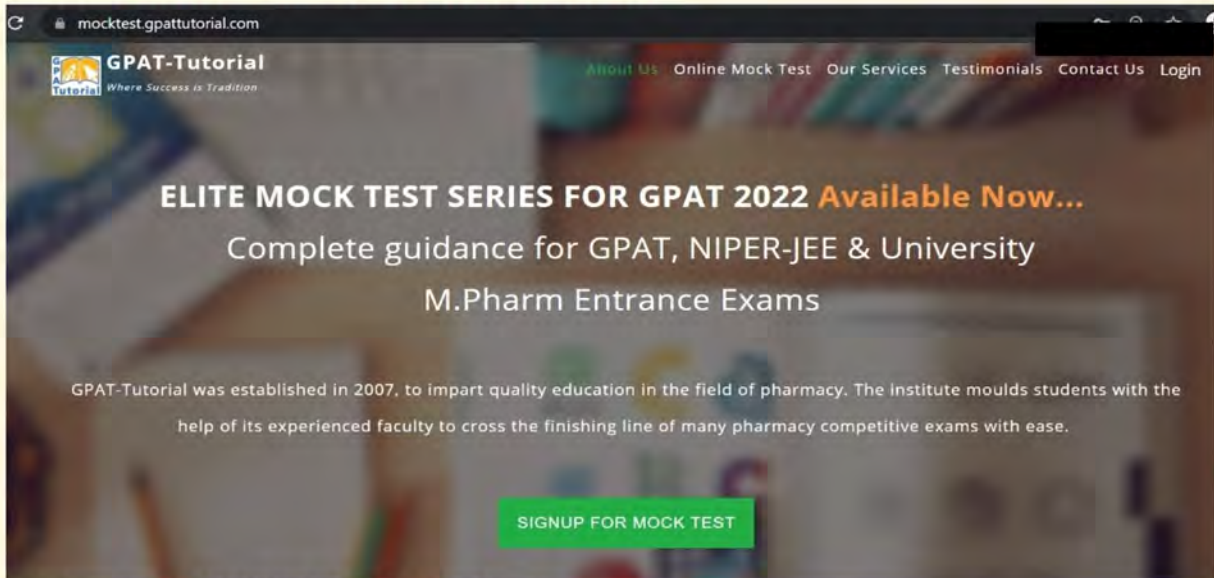 mocktest.gpattutorial.com
GPAT
Tutorial
GPAT-Tutorial
Where Success is Tradition
About Us Online Mock Test Our Services Testimonials Contact Us Login
ELITE MOCK TEST SERIES FOR GPAT 2022 Available Now...
Complete guidance for GPAT, NIPER-JEE & University
M.Pharm Entrance Exams
GPAT-Tutorial was established in 2007, to impart quality education in the field of pharmacy. The institute moulds students with the
help of its experienced faculty to cross the finishing line of many pharmacy competitive exams with ease.
SIGNUP FOR MOCK TEST